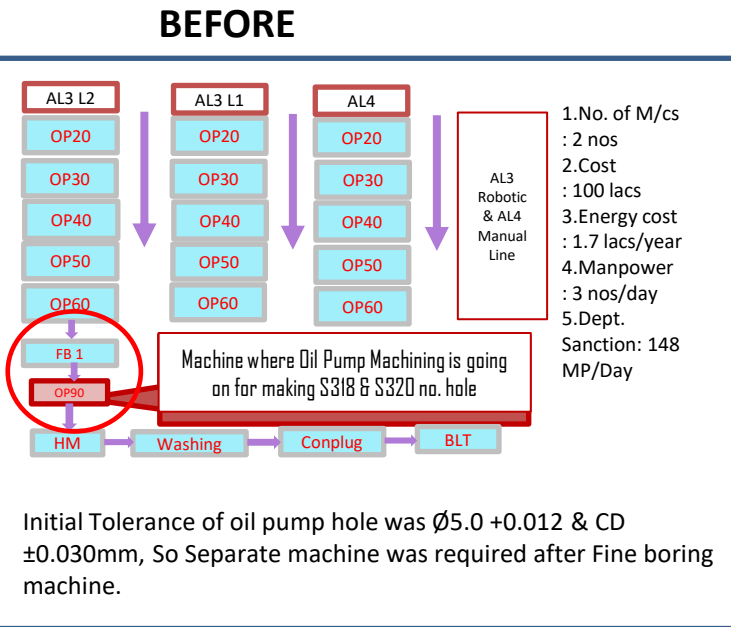 BEFORE
AL3 L2
OP20
OP30
OP40
OP50
OP60
FB 1
OP90
AL3 L1
OP20
OP30
OP40
OP50
OP60
AL4
OP20
OP30
OP40
OP50
OP60
AL3
Robotic
& AL4
Manual
Line
1.No. of M/cs
: 2 nos
2.Cost
: 100 lacs
3.Energy cost
: 1.7 lacs/year
4.Manpower
: 3 nos/day
5.Dept.
Sanction: 148
MP/Day
Machine where Oil Pump Machining is going
on for making S318 & S320 no. hole
HM
Washing
Conplug
BLT
Initial Tolerance of oil pump hole was Ø5.0 +0.012 & CD
±0.030mm, So Separate machine was required after Fine boring
machine.